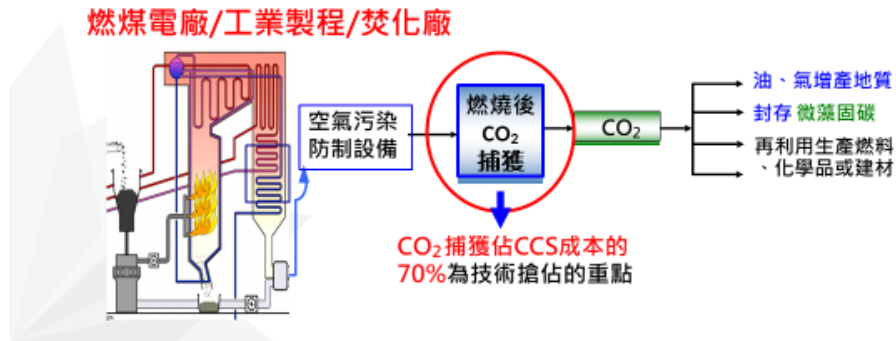 燃煤電廠/工業製程/焚化廠
空氣污染
防制設備
燃燒後
CO₂
捕獲
CO₂
油、氣增產地質
封存 微藻固碳
再利用生產燃料
、化學品或建材
CO₂捕獲佔CCS成本的
70%為技術搶佔的重點